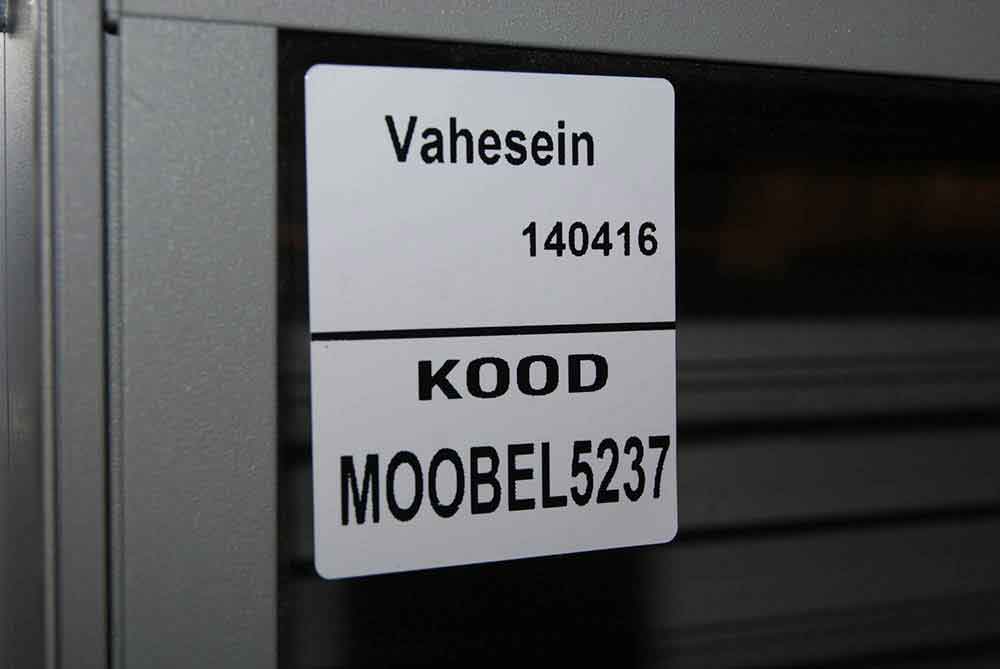 Vahesein
140416
KOOD
MOOBEL5237